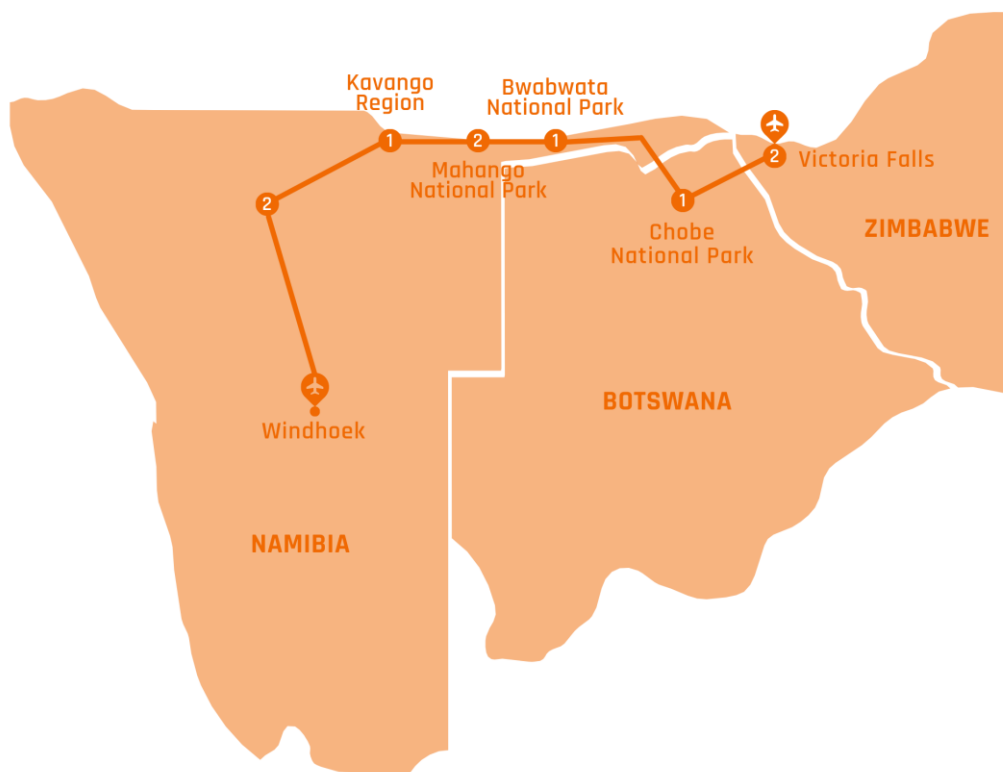 Kavango
Region
Bwabwata
National Park
1
2
1
Mahango
National Park
2
Victoria Falls
2
1
Chobe
National Park
ZIMBABWE
Windhoek
BOTSWANA
NAMIBIA